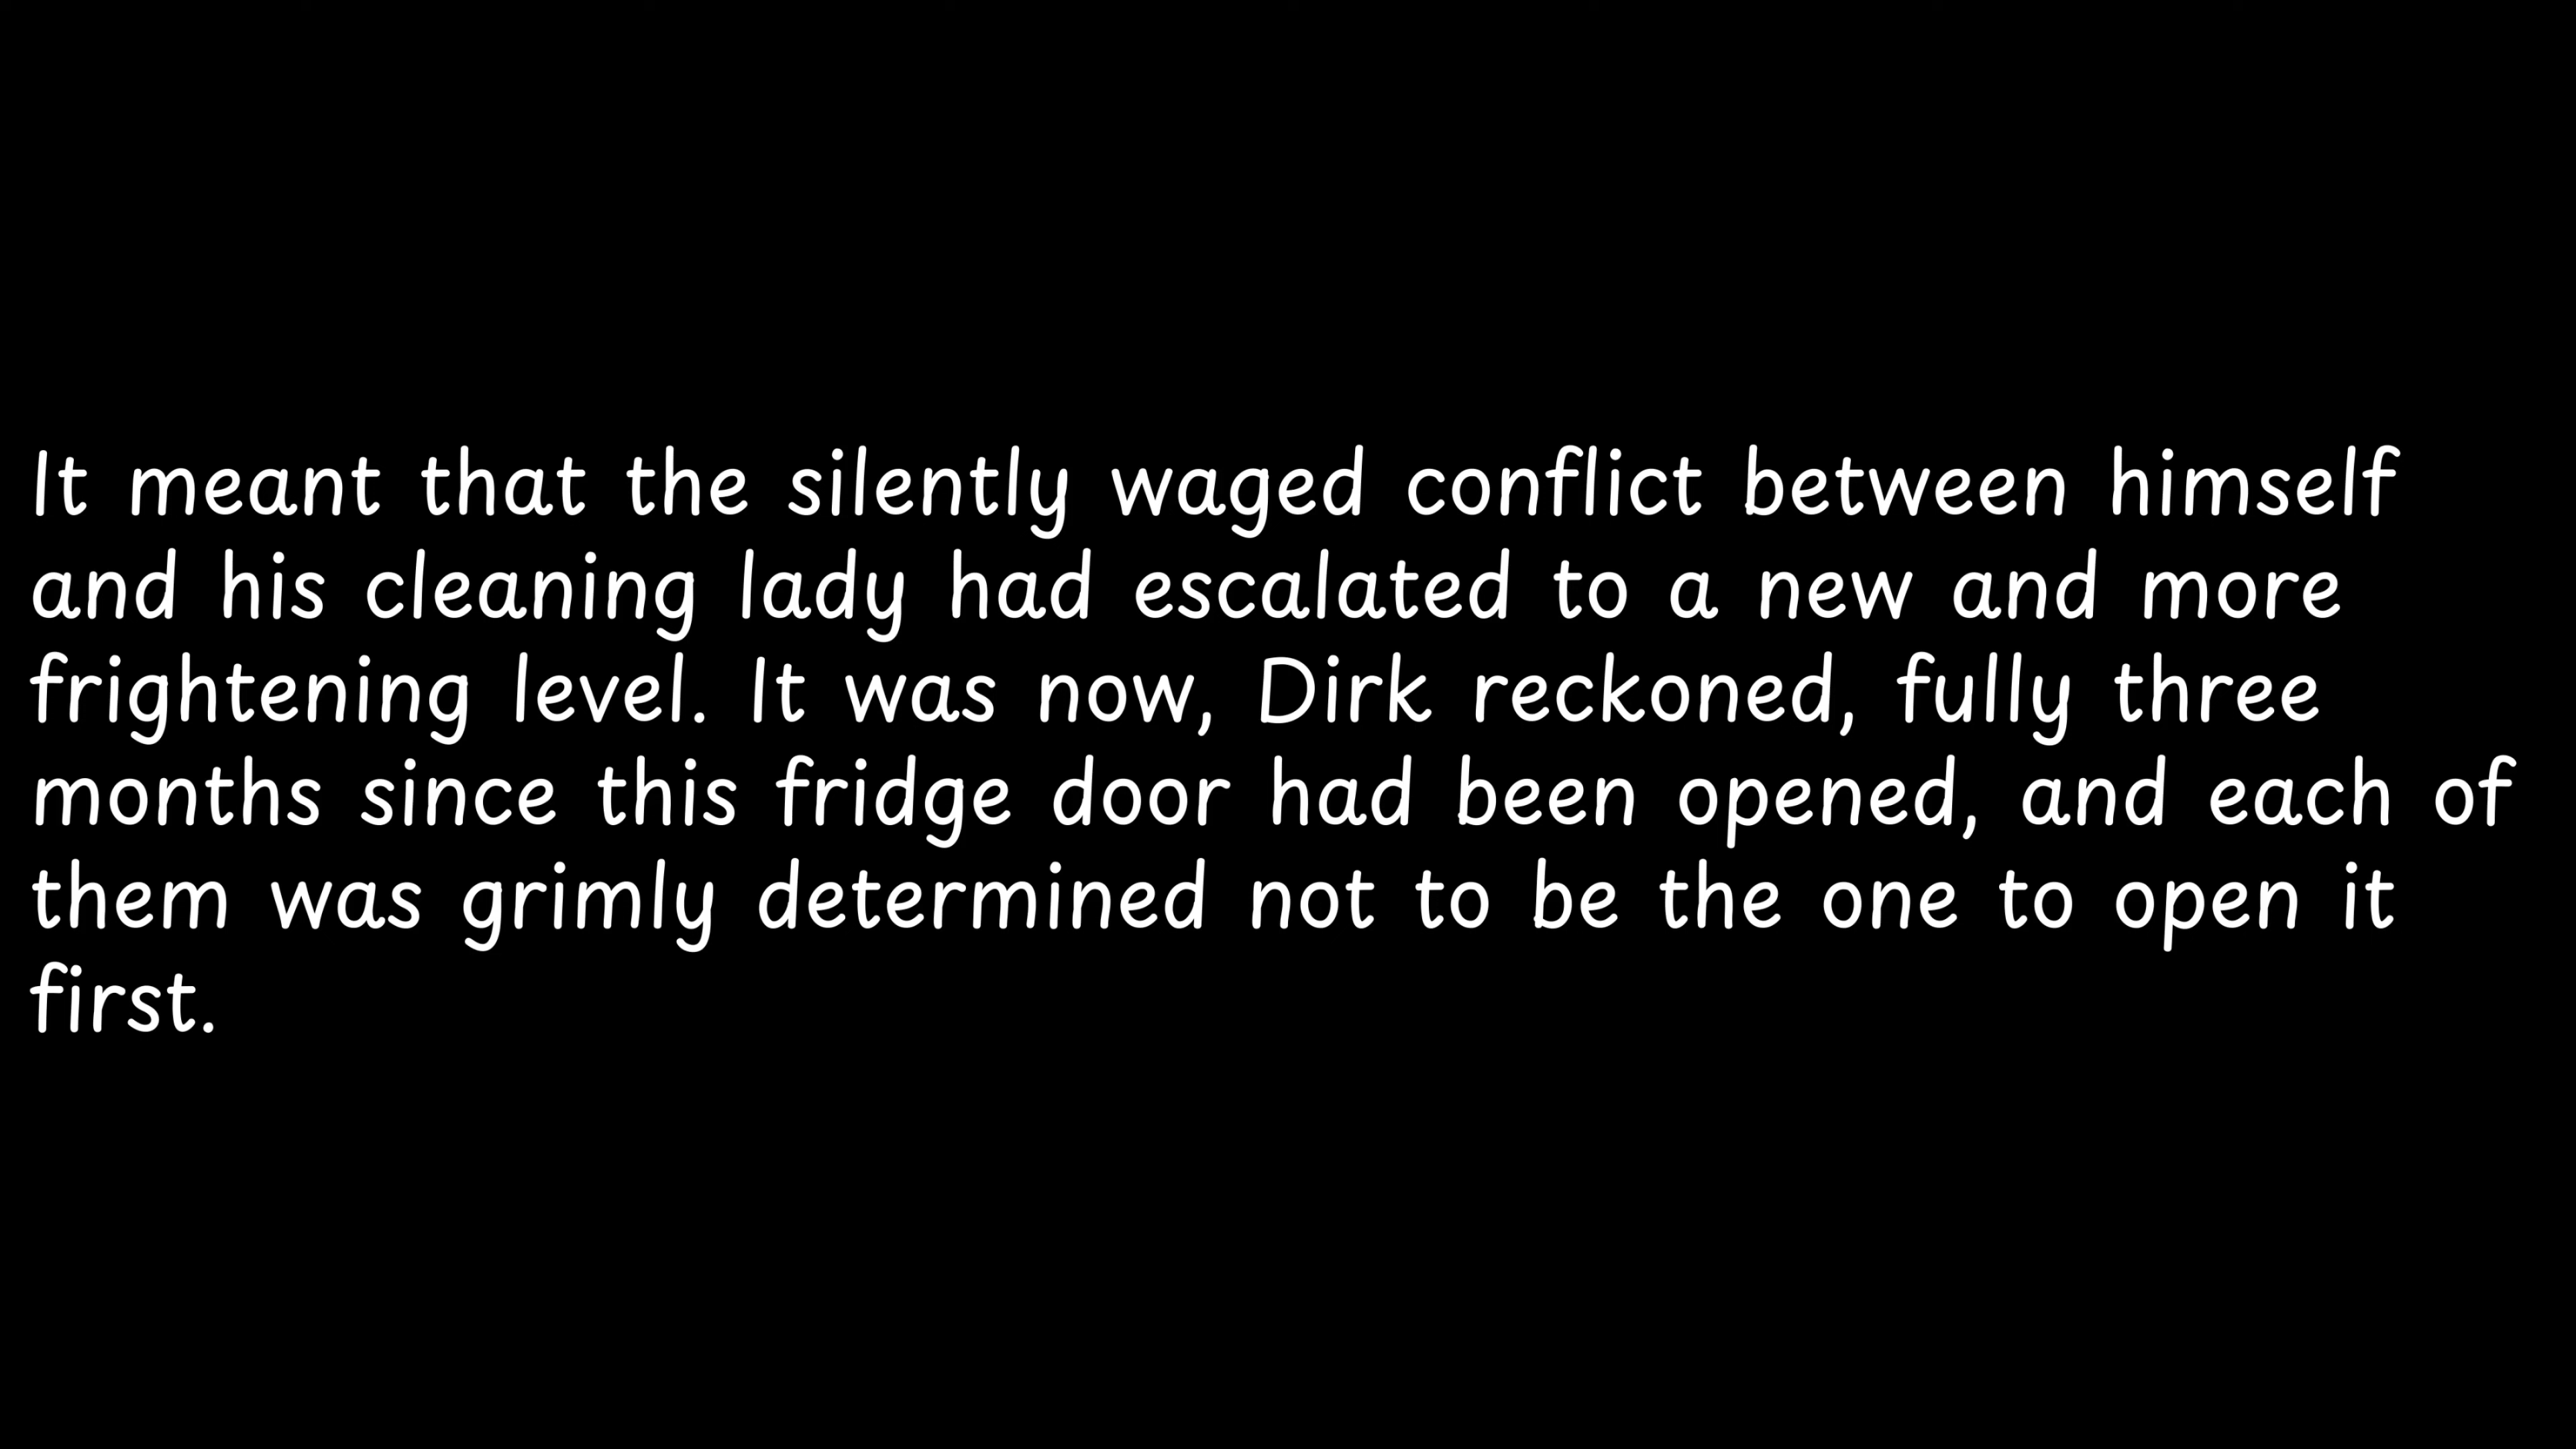 It meant that the silently waged conflict between himself
and his cleaning lady had escalated to a new and more
frightening level. It was now, Dirk reckoned, fully three
months since this fridge door had been opened, and each of
them was grimly determined not to be the one to open it
first.